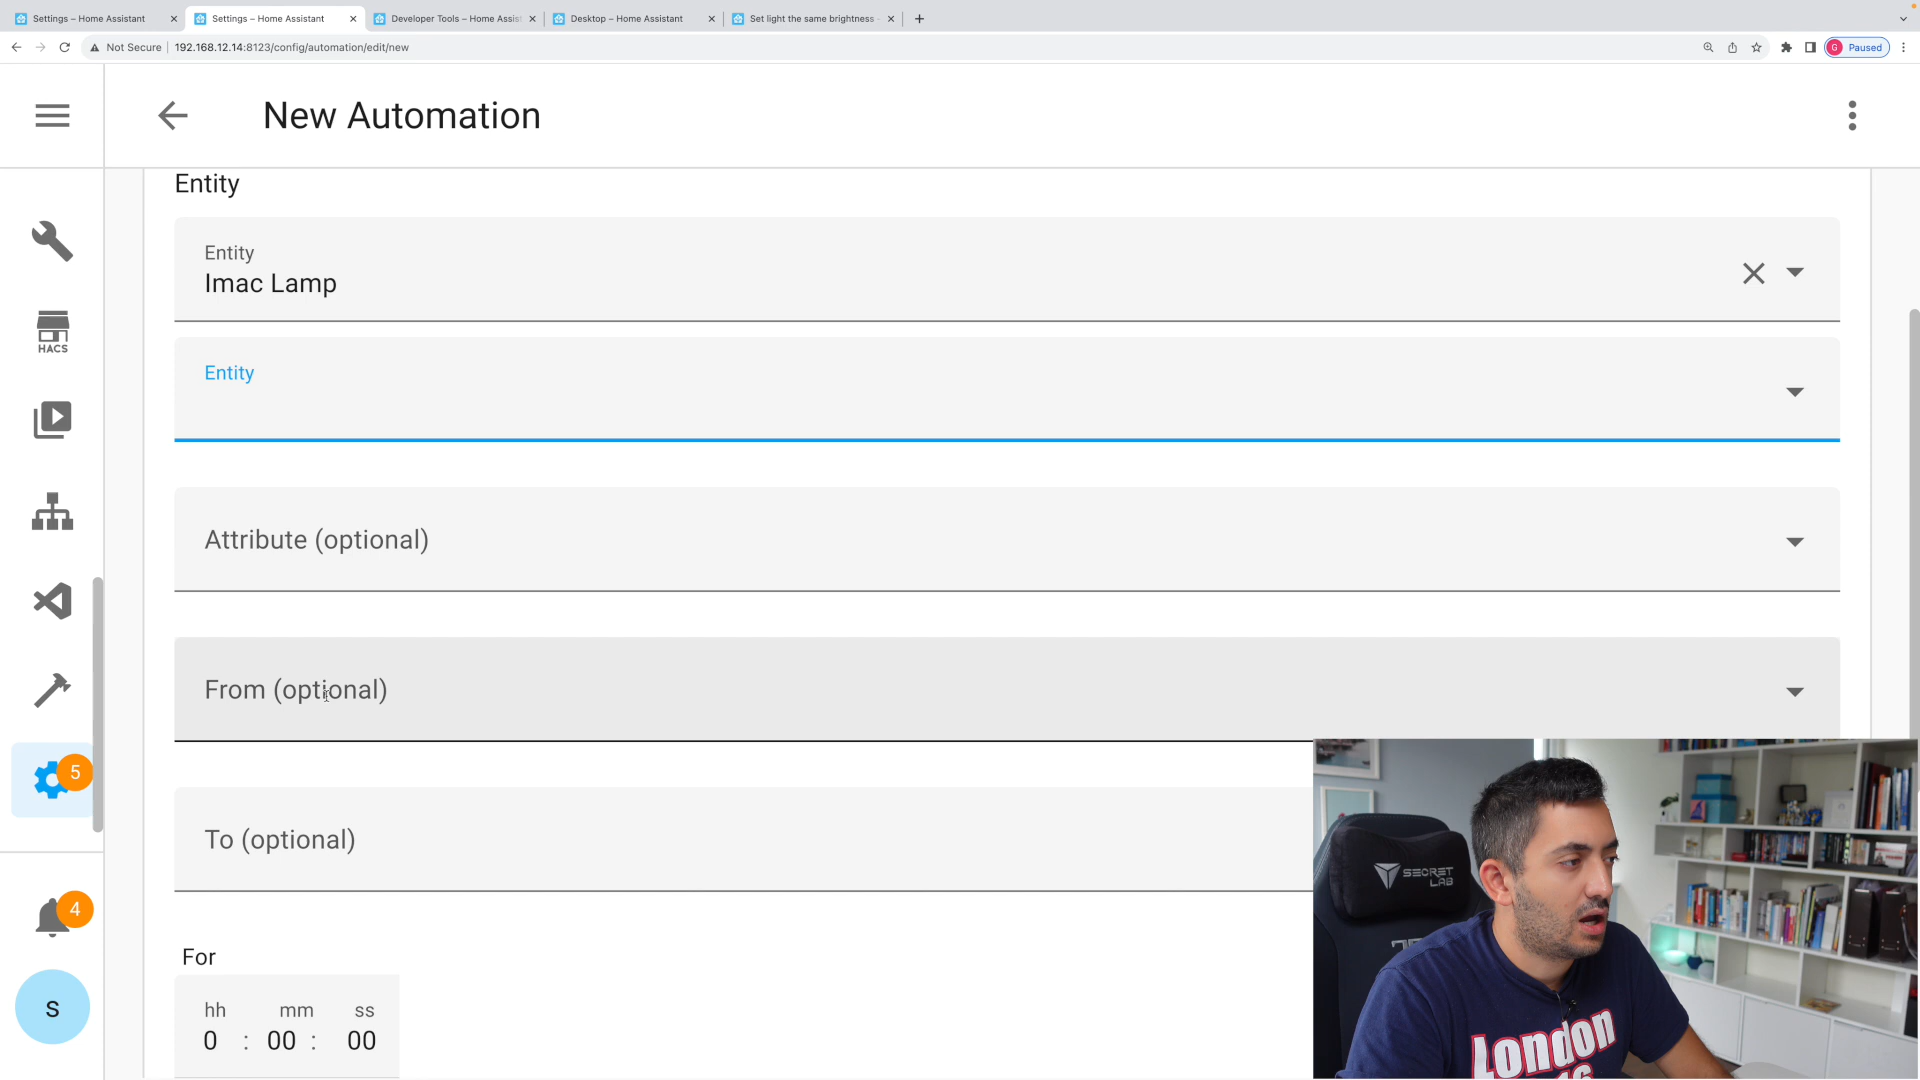 Settings – Home Assistant
Settings – Home Assistant
Developer Tools – Home Assis
Desktop – Home Assistant
Set light the same brightness
Not Secure
192.168.12.14:8123/config/automation/edit/new
G
Paused
New Automation
HACS
5
4
S
Entity
Entity
Imac Lamp
Entity
Attribute (optional)
From (optional)
To (optional)
For
hh mm ss
0 : 00 : 00
SECRET
LAB
London